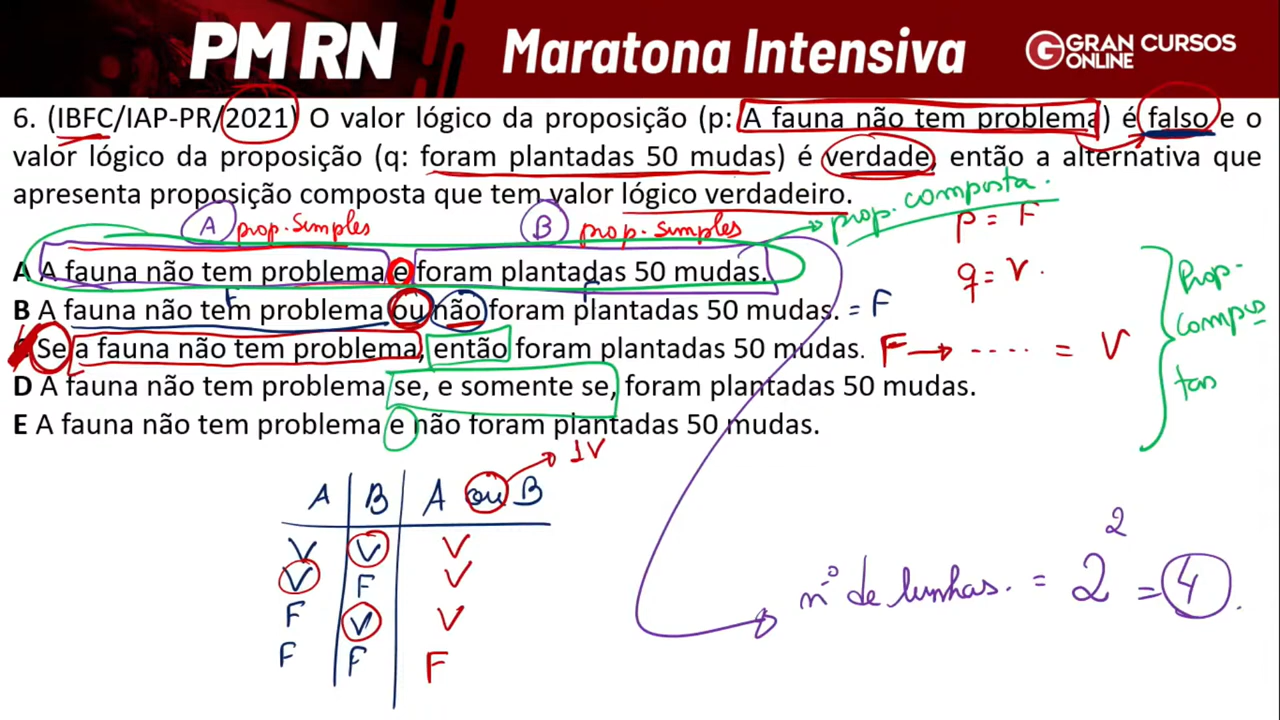 PM RN Maratona Intensiva GRAN CURSOS ONLINE
6. (IBFC/IAP-PR/2021) O valor lógico da proposição (p: A fauna não tem problema) é falso e o
valor lógico da proposição (q: foram plantadas 50 mudas) é verdade, então a alternativa que
apresenta proposição composta que tem valor lógico verdadeiro.
prop. composta.
A prop. Simples B prop. Simples
p = F
A A fauna não tem problema e foram plantadas 50 mudas.
q = V.
F F
B A fauna não tem problema ou não foram plantadas 50 mudas. = F
Prop. compos tas
Se a fauna não tem problema, então foram plantadas 50 mudas. F → ..... = V
D A fauna não tem problema se, e somente se, foram plantadas 50 mudas.
E A fauna não tem problema e não foram plantadas 50 mudas.
1V
A B A ou B
V V V
V F V
F V V
F F F
nº de linhas. = 2² = 4.